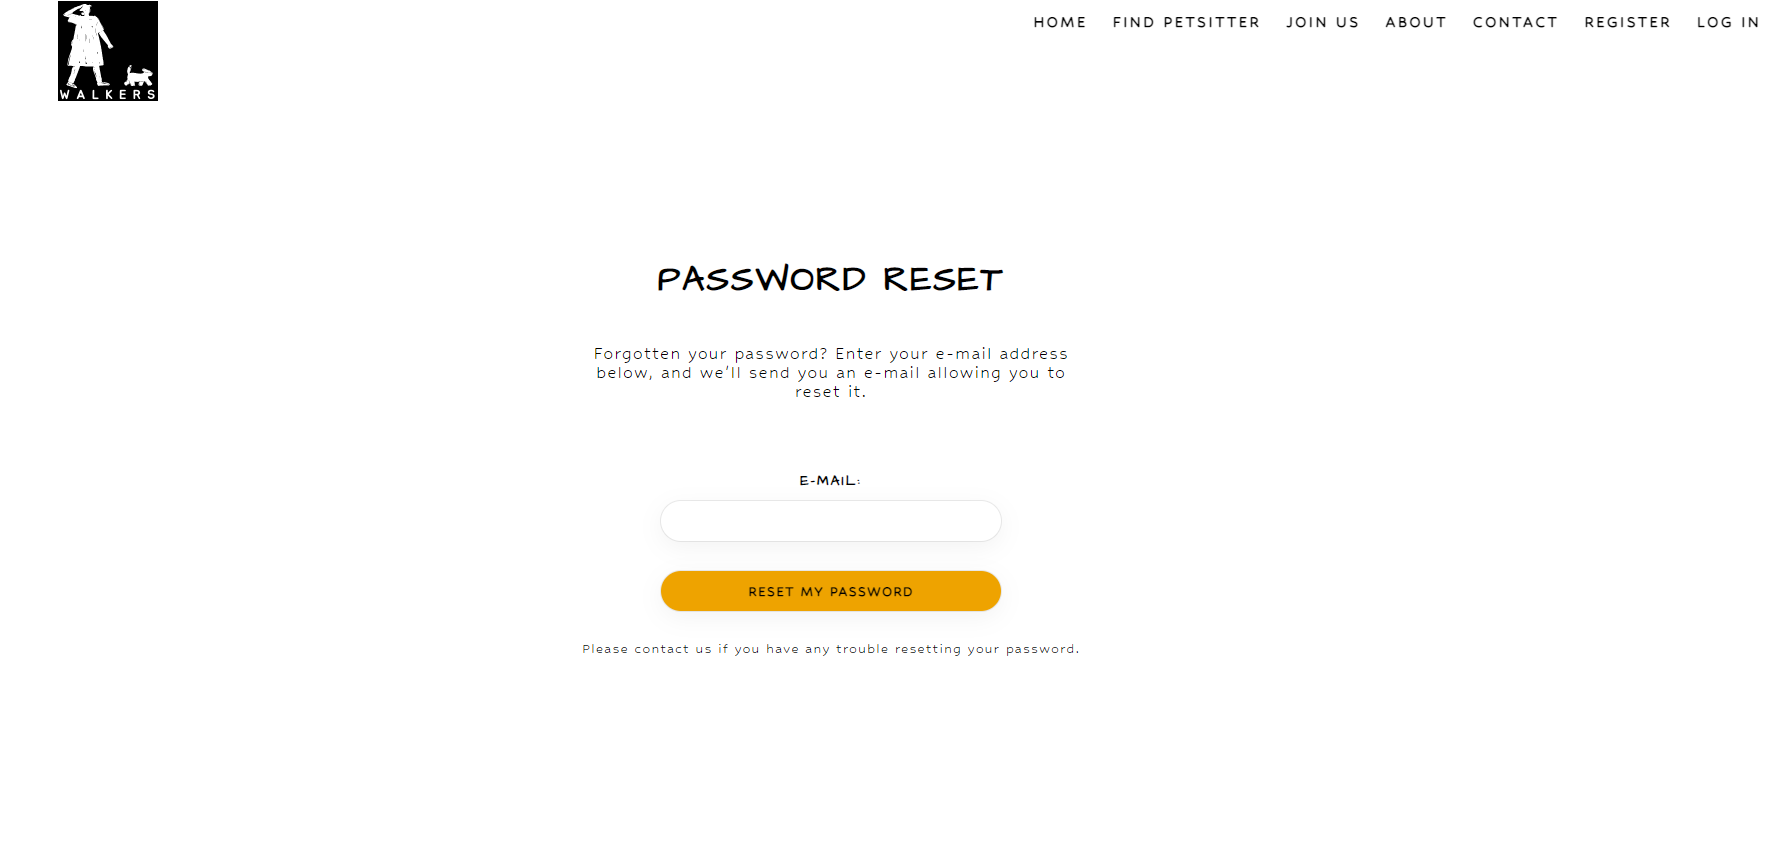 WALKERS
HOME FIND PETSITTER JOIN US ABOUT CONTACT REGISTER LOG IN
PASSWORD RESET
Forgotten your password? Enter your e-mail address
below, and we'll send you an e-mail allowing you to
reset it.
E-MAIL:
RESET MY PASSWORD
Please contact us if you have any trouble resetting your password.